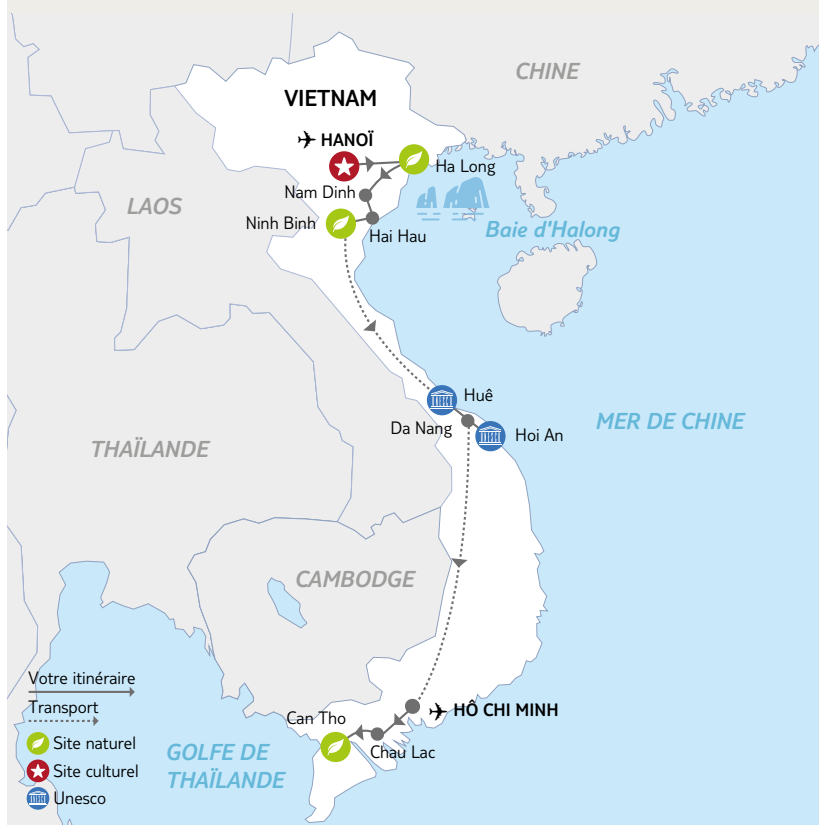 CHINE
VIETNAM
HANOÏ
Ha Long
Nam Dinh
LAOS
Ninh Binh
Hai Hau
Baie d'Halong
Huê
Da Nang
Hoi An
MER DE CHINE
THAÏLANDE
CAMBODGE
Votre itinéraire
Transport
Site naturel
Site culturel
Unesco
Can Tho
HÔ CHI MINH
Chau Lac
GOLFE DE
THAÏLANDE